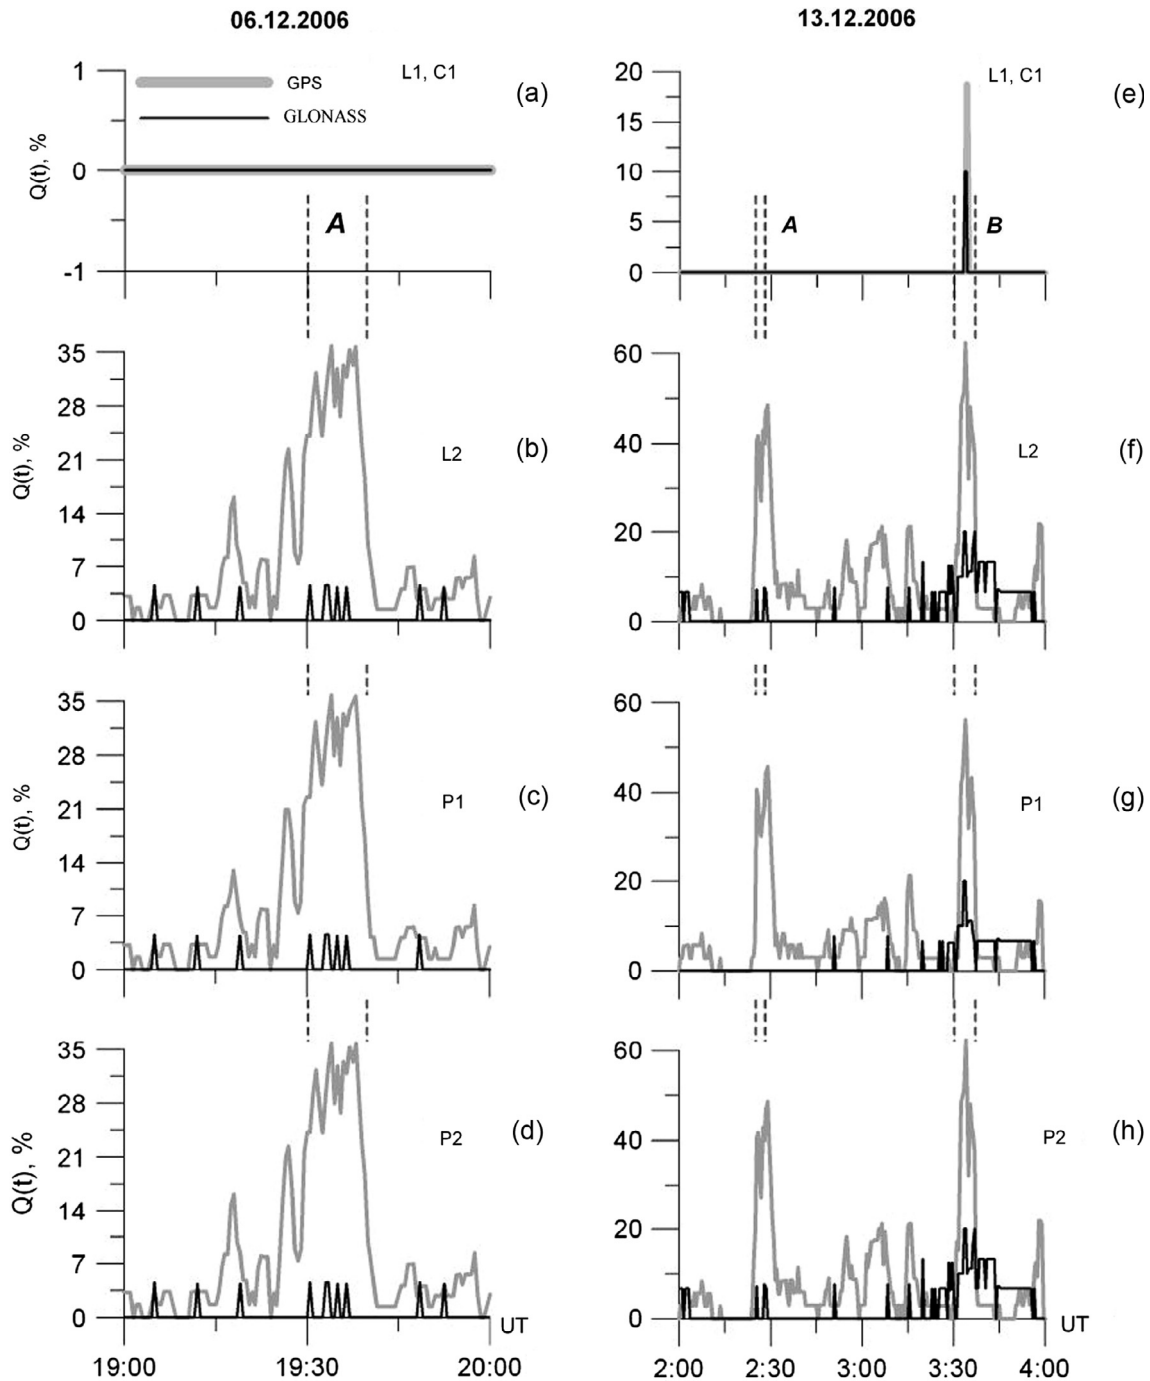 06.12.2006
13.12.2006
1
0
-1
Q(t), %
GPS
GLONASS
L1, C1
(a)
A
20
15
10
5
0
L1, C1
(e)
A
B
35
28
21
14
7
0
Q(t), %
L2
(b)
60
40
20
0
L2
(f)
35
28
21
14
7
0
Q(t), %
P1
(c)
60
40
20
0
P1
(g)
35
28
21
14
7
0
Q(t), %
P2
(d)
UT
19:00
19:30
20:00
60
40
20
0
P2
(h)
UT
2:00
2:30
3:00
3:30
4:00